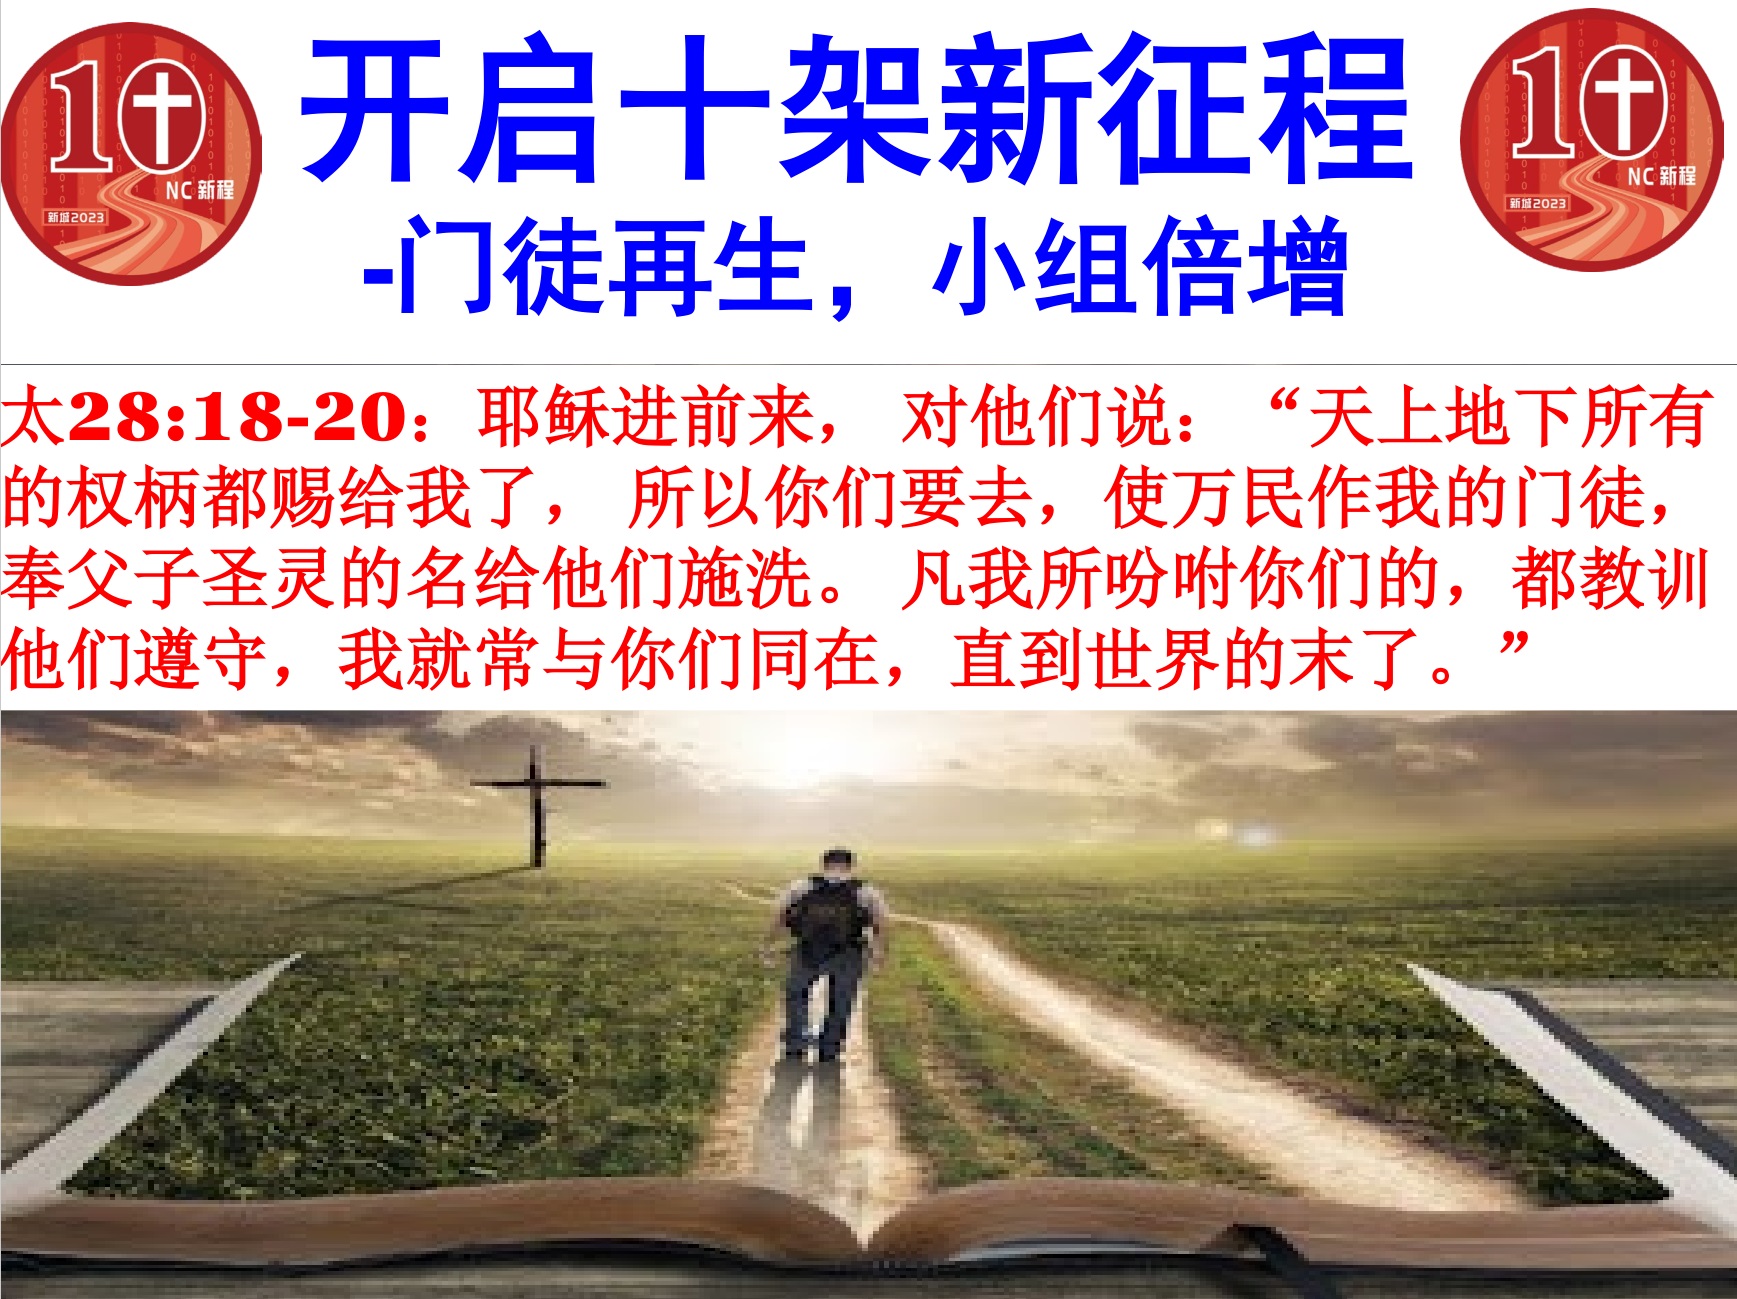 开启十架新征程
-门徒再生，小组倍增
10
NC 新程
新城2023
10
NC 新程
新城2023
太28:18-20：耶稣进前来， 对他们说：“天上地下所有
的权柄都赐给我了， 所以你们要去，使万民作我的门徒，
奉父子圣灵的名给他们施洗。 凡我所吩咐你们的，都教训
他们遵守，我就常与你们同在，直到世界的末了。”